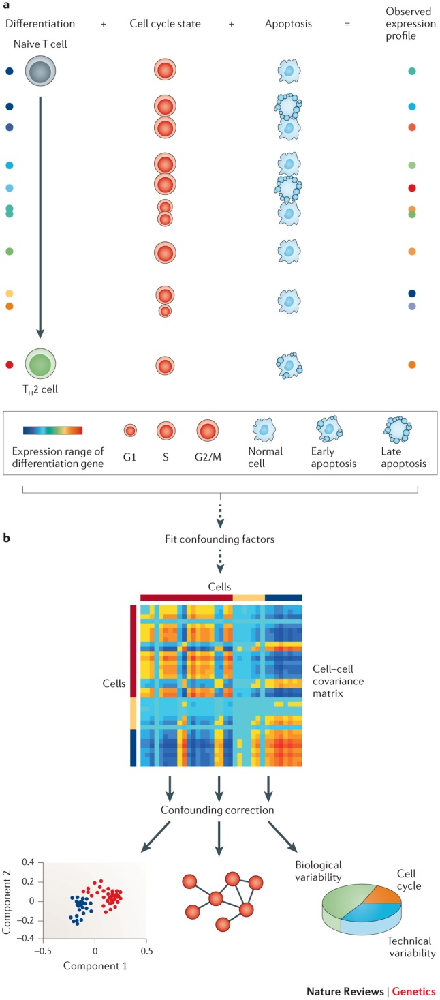 a
Differentiation + Cell cycle state + Apoptosis = Observed expression profile
Naive T cell
TH2 cell
Expression range of differentiation gene
G1
S
G2/M
Normal cell
Early apoptosis
Late apoptosis
b
Fit confounding factors
Cells
Cells
Cell–cell covariance matrix
Confounding correction
Component 2
0.4
0.2
0
–0.2
–0.4
–0.5
0
0.5
Component 1
Biological variability
Cell cycle
Technical variability
Nature Reviews | Genetics